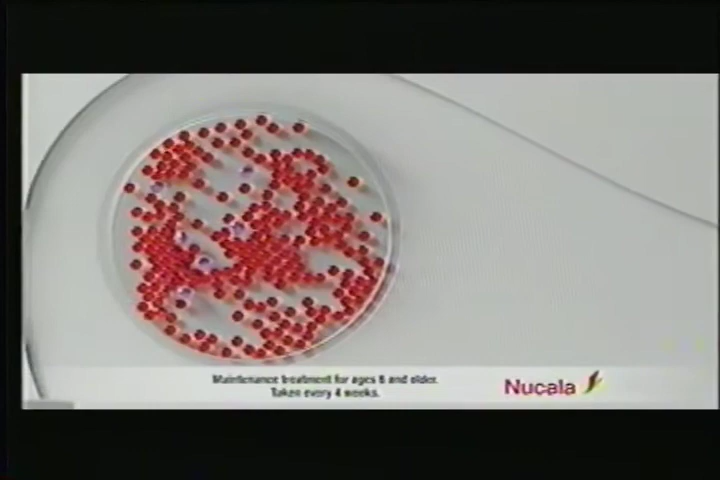 Maintenance treatment for ages 6 and older.
Taken every 4 weeks.
Nucala